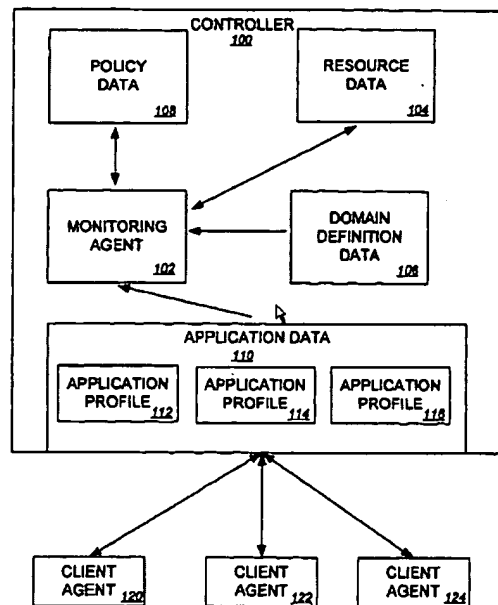 CONTROLLER
100
POLICY
DATA
108
RESOURCE
DATA
104
MONITORING
AGENT
102
DOMAIN
DEFINITION
DATA
106
APPLICATION DATA
110
APPLICATION
PROFILE
112
APPLICATION
PROFILE
114
APPLICATION
PROFILE
116
CLIENT
AGENT
120
CLIENT
AGENT
122
CLIENT
AGENT
124